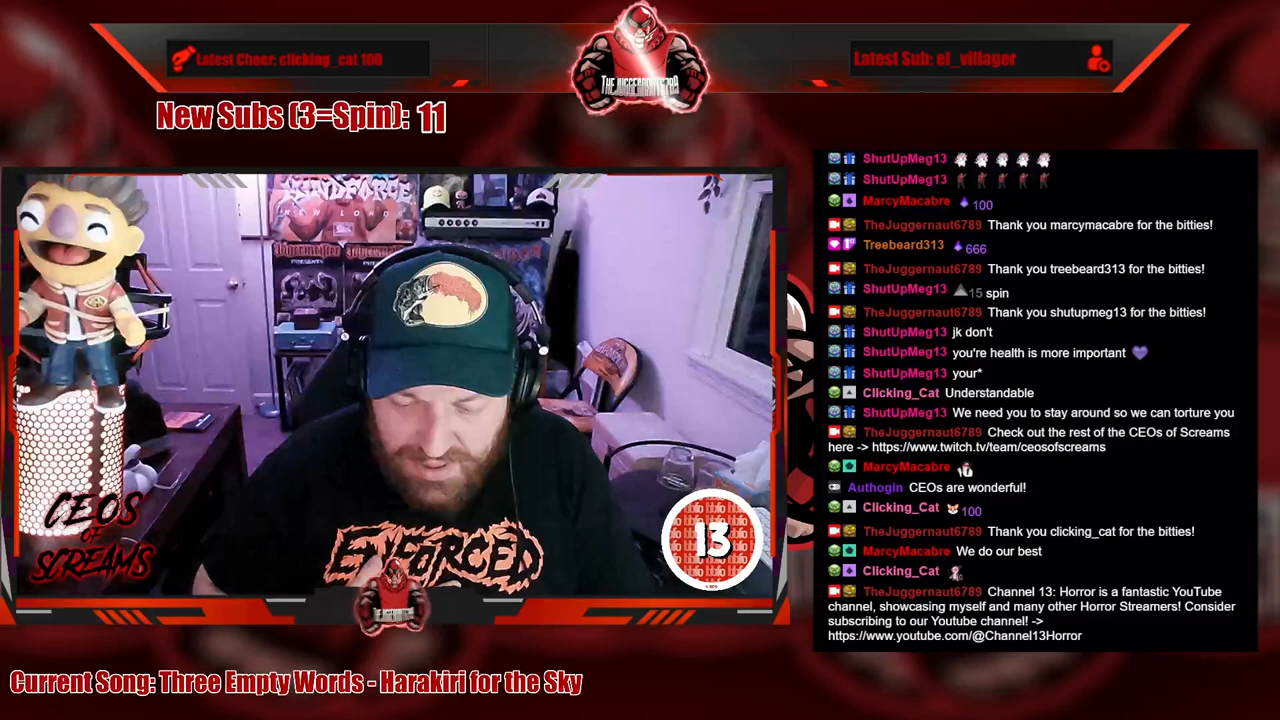 Latest Cheer: clicking_cat 100
THEJUGGERNAUT6789
Latest Sub: el_villager
New Subs (3=Spin): 11
MINDFORCE
NEW LORDS
Jägermeister
PRESENTS
ENFORCED
CEOS
OF
SCREAMS
13
ShutUpMeg13
ShutUpMeg13
MarcyMacabre 100
TheJuggernaut6789 Thank you marcymacabre for the bitties!
Treebeard313 666
TheJuggernaut6789 Thank you treebeard313 for the bitties!
ShutUpMeg13 15 spin
TheJuggernaut6789 Thank you shutupmeg13 for the bitties!
ShutUpMeg13 jk don't
ShutUpMeg13 you're health is more important
ShutUpMeg13 your*
Clicking_Cat Understandable
ShutUpMeg13 We need you to stay around so we can torture you
TheJuggernaut6789 Check out the rest of the CEOs of Screams
here -> https://www.twitch.tv/team/ceosofscreams
MarcyMacabre
Authogin CEOs are wonderful!
Clicking_Cat 100
TheJuggernaut6789 Thank you clicking_cat for the bitties!
MarcyMacabre We do our best
Clicking_Cat
TheJuggernaut6789 Channel 13: Horror is a fantastic YouTube
channel, showcasing myself and many other Horror Streamers! Consider
subscribing to our Youtube channel! ->
https://www.youtube.com/@Channel13Horror
Current Song: Three Empty Words - Harakiri for the Sky